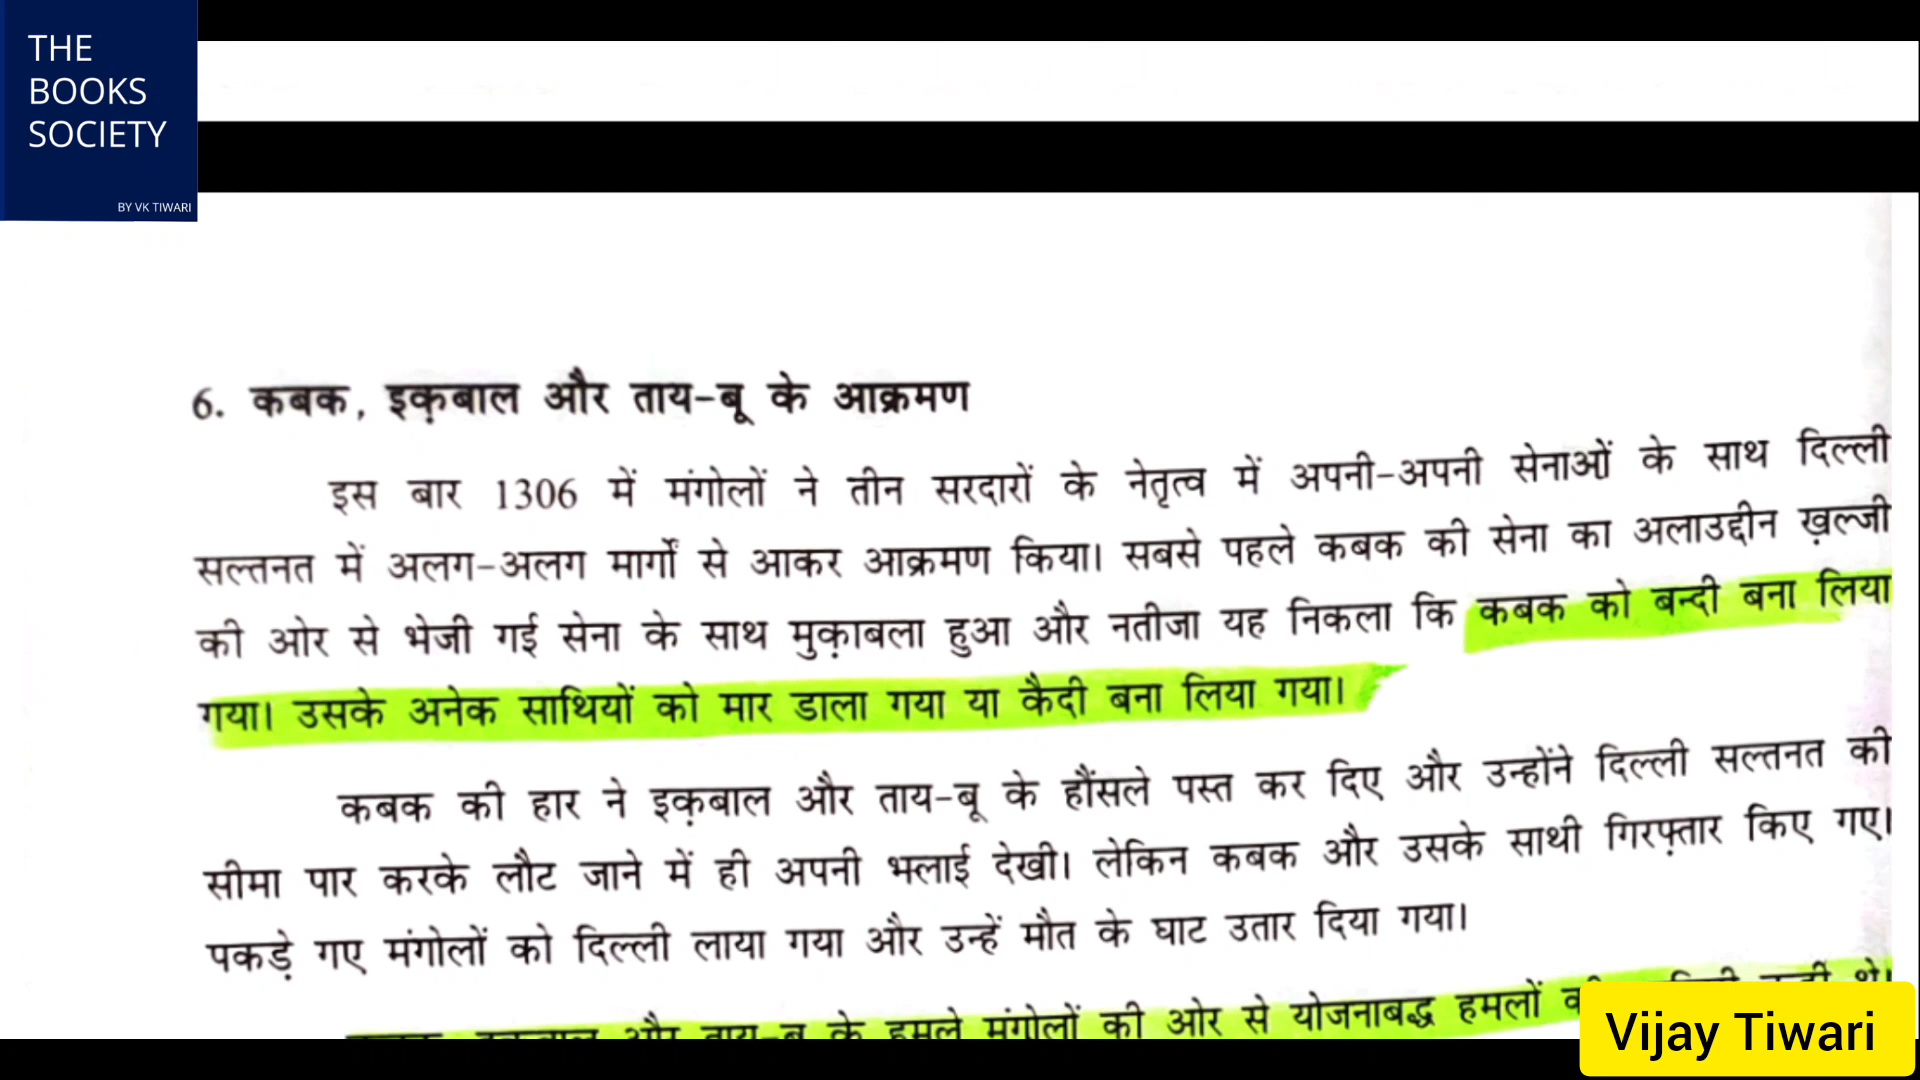 THE
BOOKS
SOCIETY
BY VK TIWARI
6. कबक, इक़बाल और ताय-बू के आक्रमण
इस बार 1306 में मंगोलों ने तीन सरदारों के नेतृत्व में अपनी-अपनी सेनाओं के साथ दिल्ली
सल्तनत में अलग-अलग मार्गों से आकर आक्रमण किया। सबसे पहले कबक की सेना का अलाउद्दीन ख़ल्जी
की ओर से भेजी गई सेना के साथ मुक़ाबला हुआ और नतीजा यह निकला कि कबक को बन्दी बना लिया
गया। उसके अनेक साथियों को मार डाला गया या कैदी बना लिया गया।
कबक की हार ने इक़बाल और ताय-बू के हौंसले पस्त कर दिए और उन्होंने दिल्ली सल्तनत की
सीमा पार करके लौट जाने में ही अपनी भलाई देखी। लेकिन कबक और उसके साथी गिरफ़्तार किए गए।
पकड़े गए मंगोलों को दिल्ली लाया गया और उन्हें मौत के घाट उतार दिया गया।
और ताय-बू के हमले मंगोलों की ओर से योजनाबद्ध हमलों
Vijay Tiwari